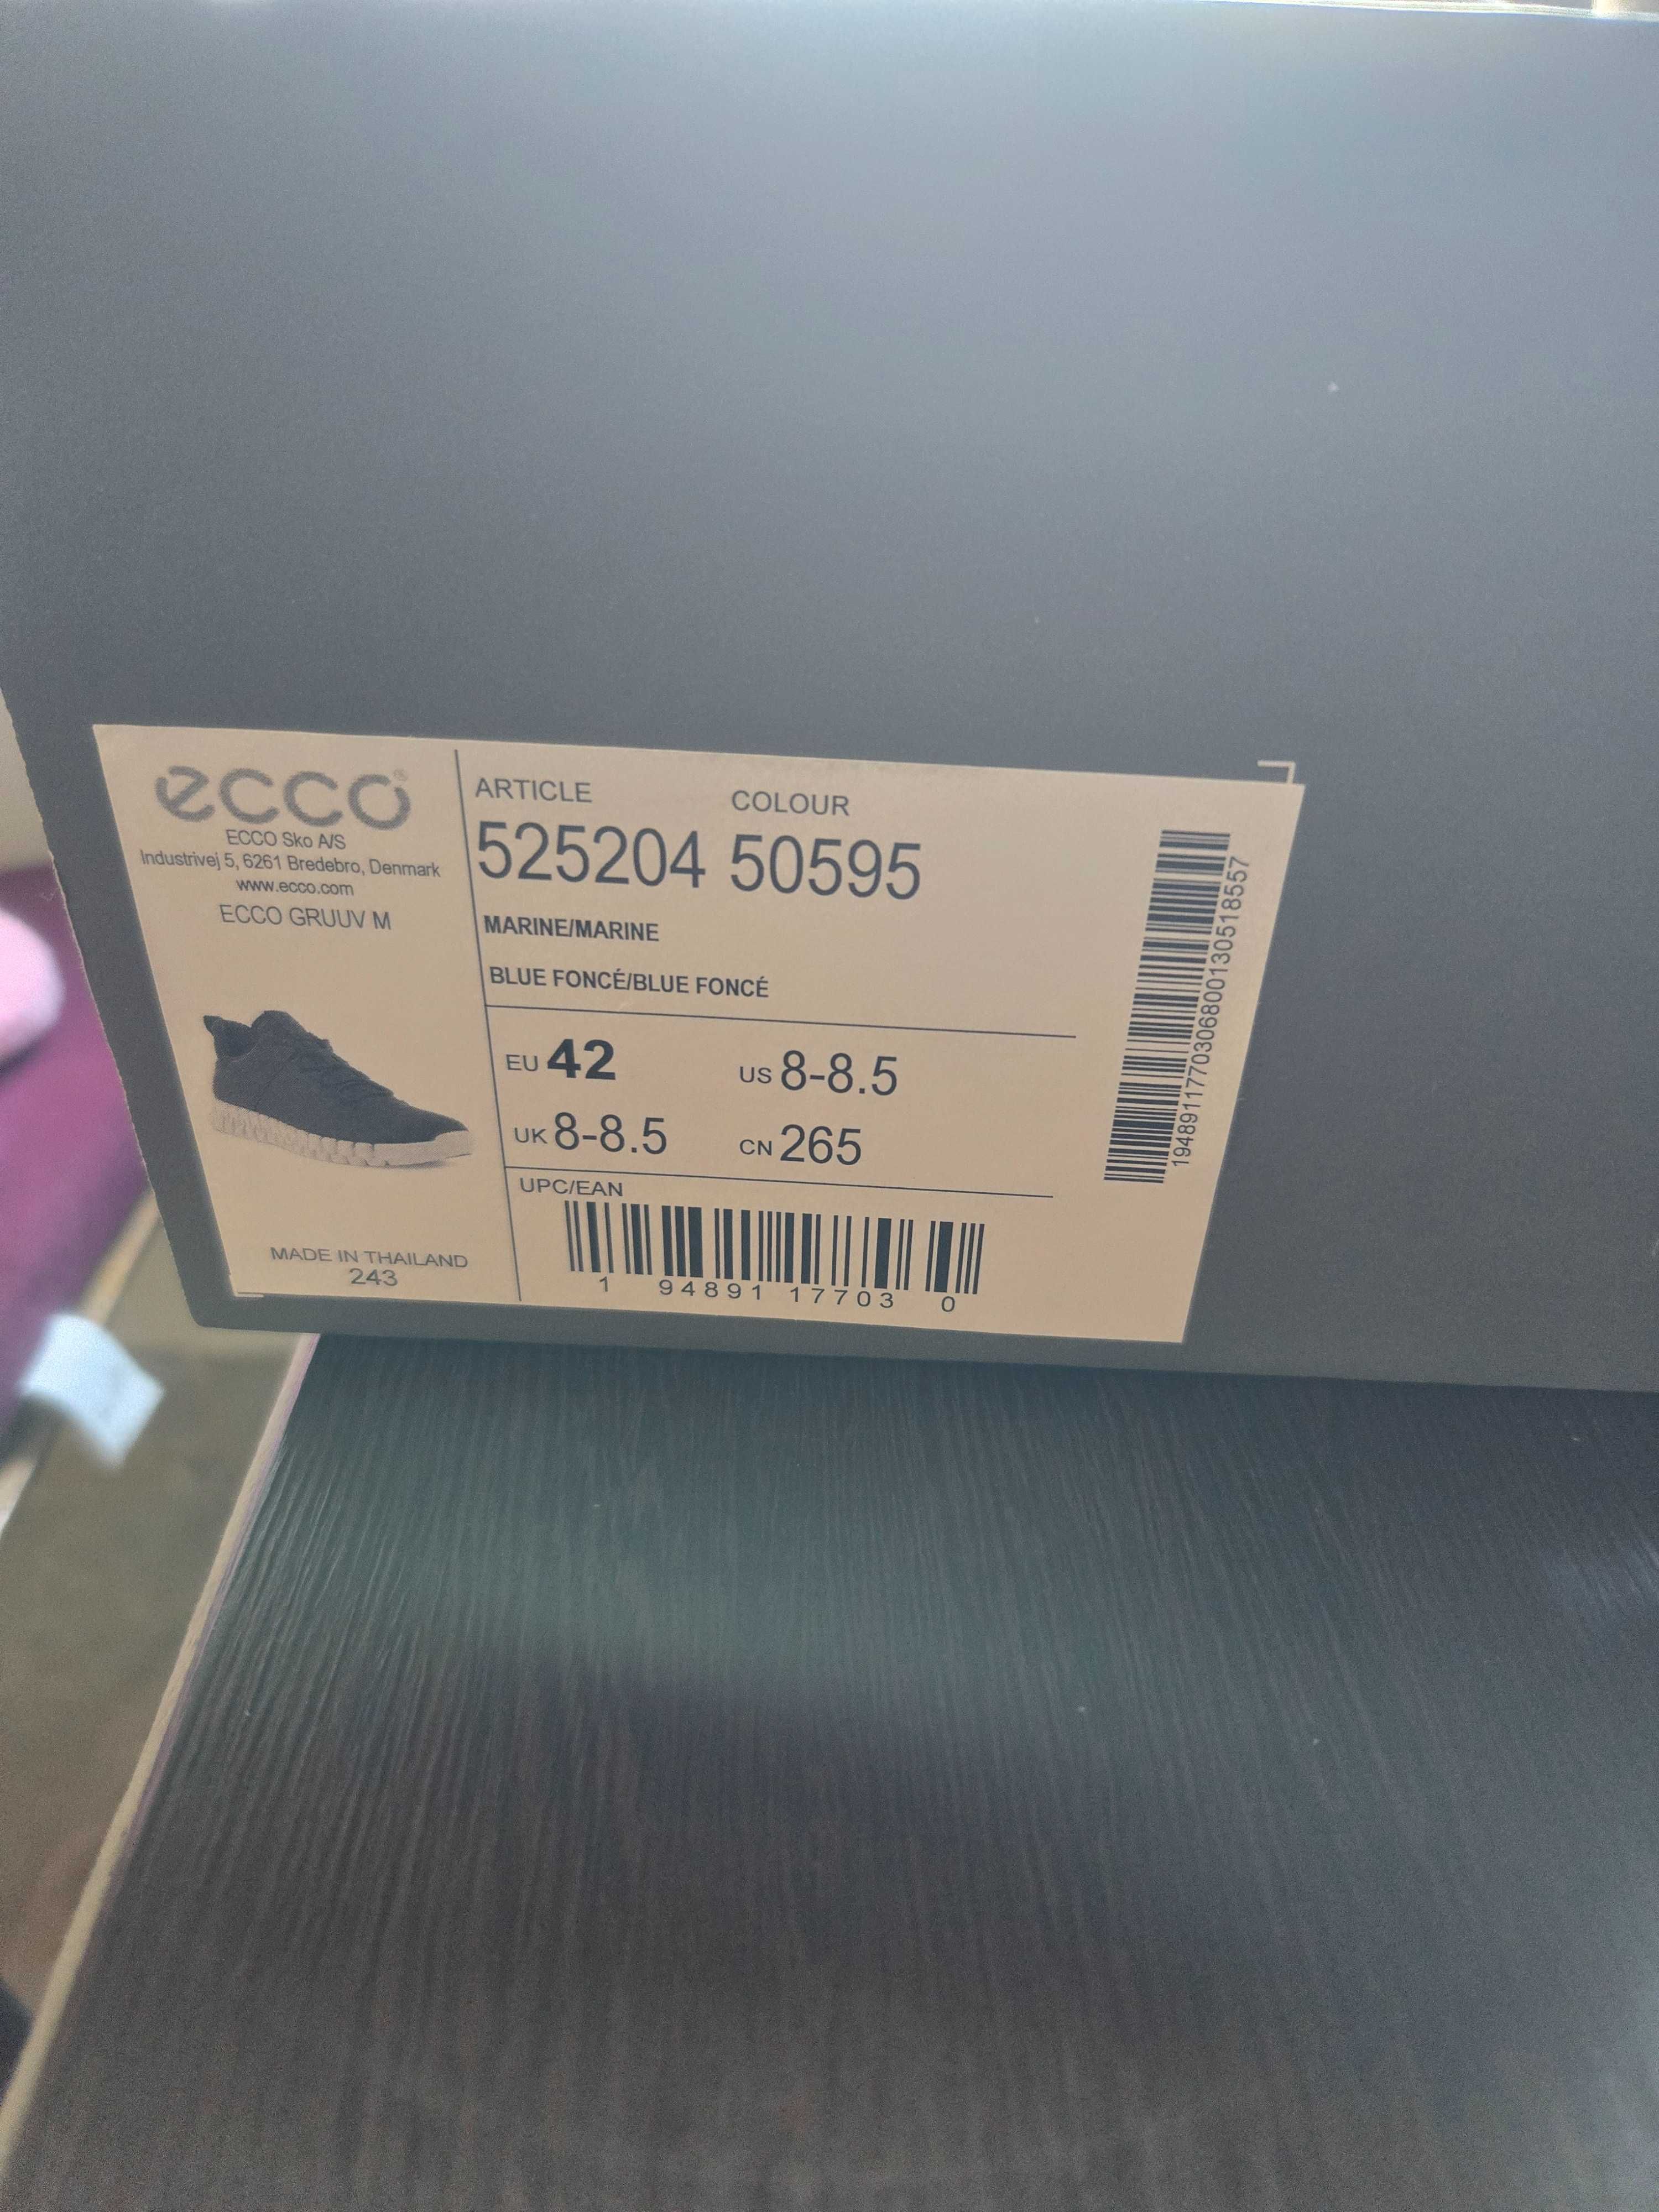 ecco®
ECCO Sko A/S
Industrivej 5, 6261 Bredebro, Denmark
www.ecco.com
ECCO GRUUV M
MADE IN THAILAND
243
ARTICLE COLOUR
525204 50595
MARINE/MARINE
BLUE FONCÉ/BLUE FONCÉ
EU 42 US 8-8.5
UK 8-8.5 CN 265
UPC/EAN
1 94891 17703 0
1948911770306800130518557